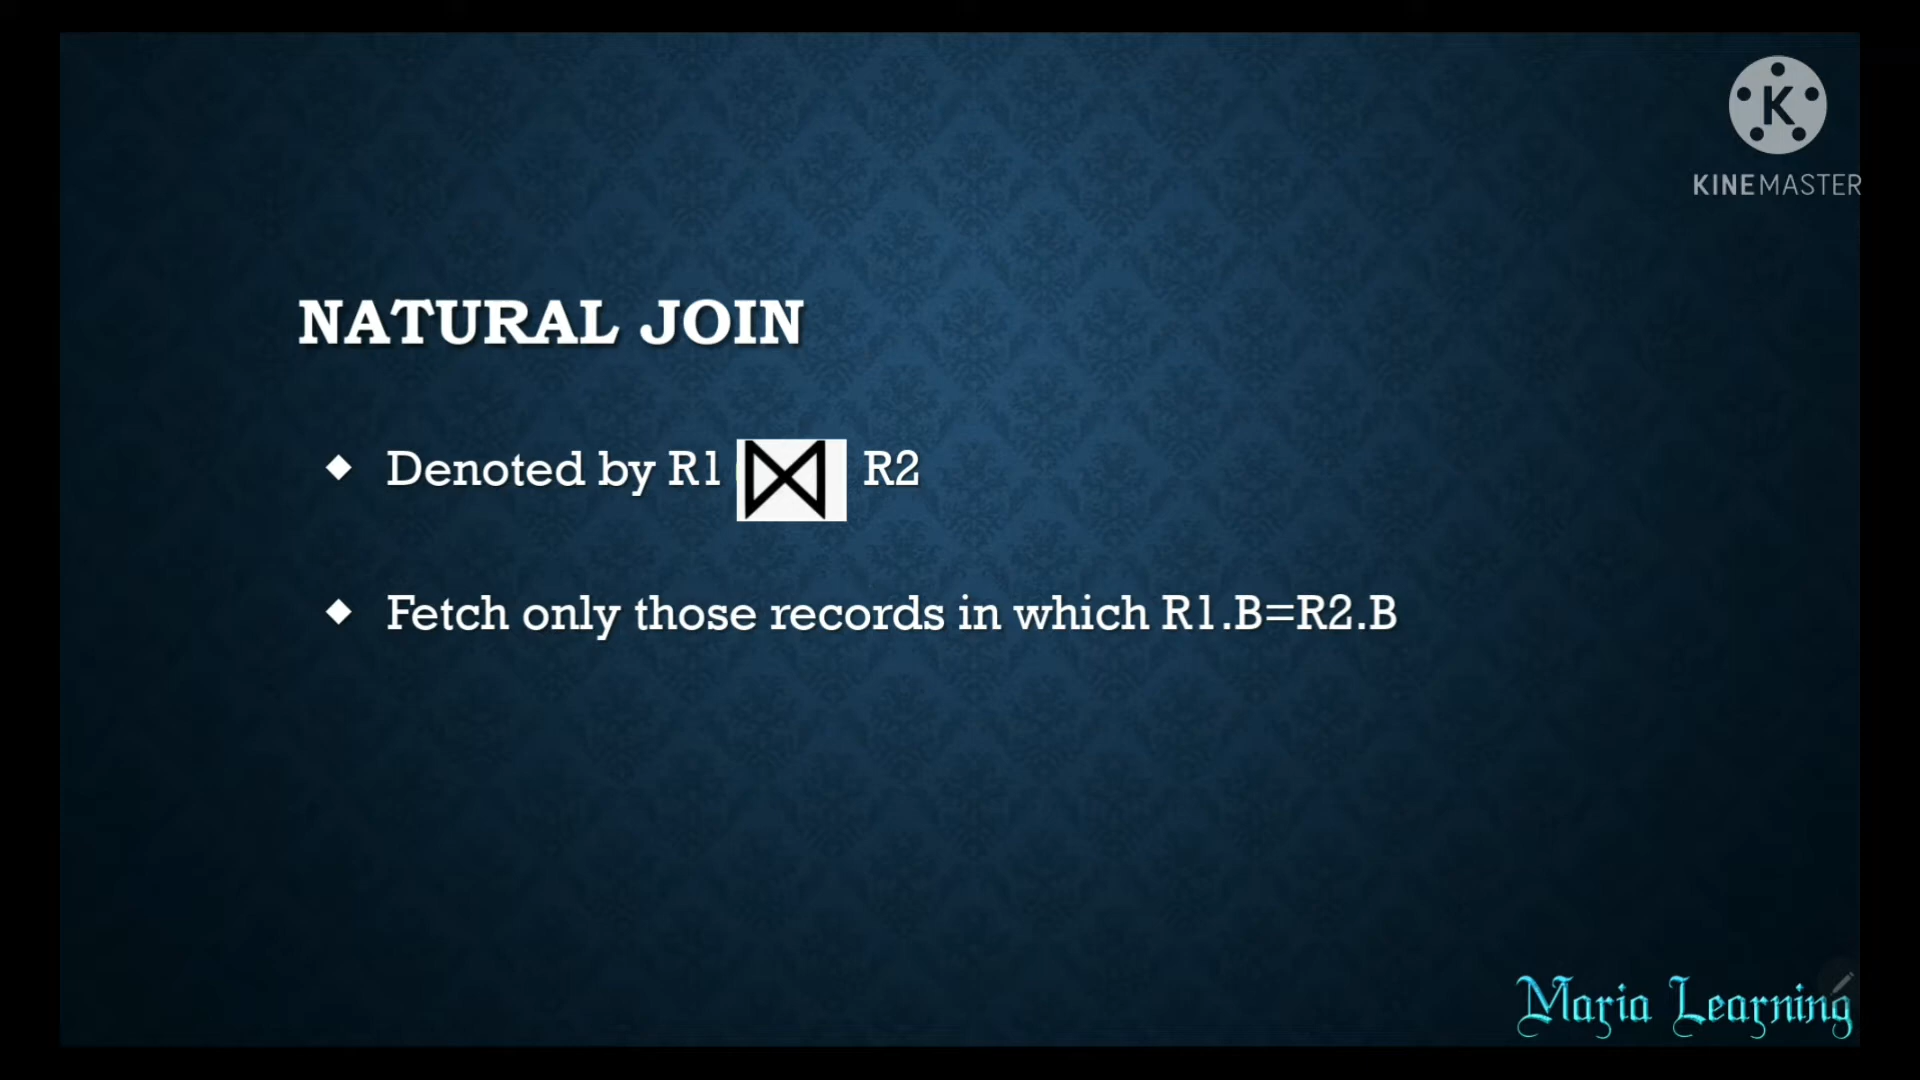 K
KINEMASTER
NATURAL JOIN
Denoted by R1 ⋈ R2
Fetch only those records in which R1.B=R2.B
Maria Learning